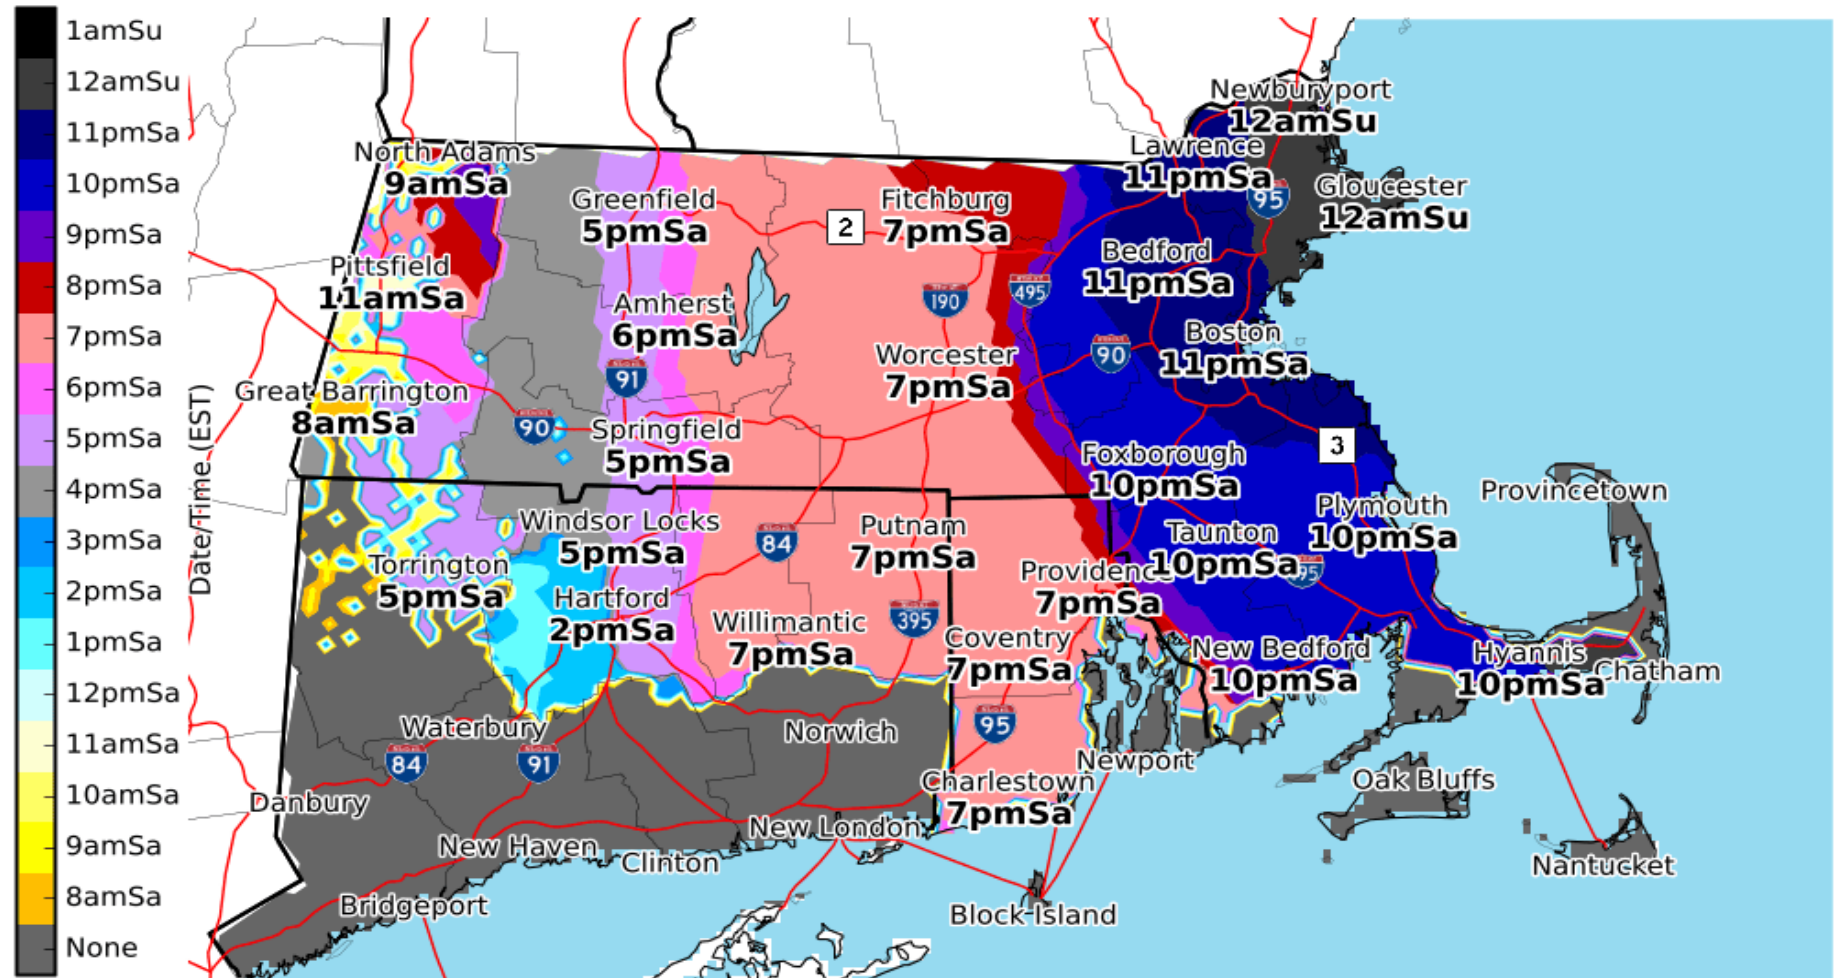 1amSu
12amSu
11pmSa
10pmSa
9pmSa
8pmSa
7pmSa
6pmSa
5pmSa
4pmSa
3pmSa
2pmSa
1pmSa
12pmSa
11amSa
10amSa
9amSa
8amSa
None
Date/Time (EST)
Newburyport
12amSu
North Adams
9amSa
Lawrence
11pmSa
Greenfield
5pmSa
2
Fitchburg
7pmSa
95
Gloucester
12amSu
Pittsfield
11amSa
Bedford
11pmSa
190
495
Amherst
6pmSa
Boston
11pmSa
90
Worcester
7pmSa
91
Great Barrington
8amSa
90
Springfield
5pmSa
3
Foxborough
10pmSa
Provincetown
Plymouth
10pmSa
Windsor Locks
5pmSa
84
Putnam
7pmSa
Taunton
10pmSa
95
Torrington
5pmSa
Providence
7pmSa
Hartford
2pmSa
395
Willimantic
7pmSa
Coventry
7pmSa
New Bedford
10pmSa
Hyannis
10pmSa
Chatham
Waterbury
Norwich
95
84
91
Newport
Danbury
Charlestown
7pmSa
Oak Bluffs
New London
New Haven
Clinton
Nantucket
Bridgeport
Block Island